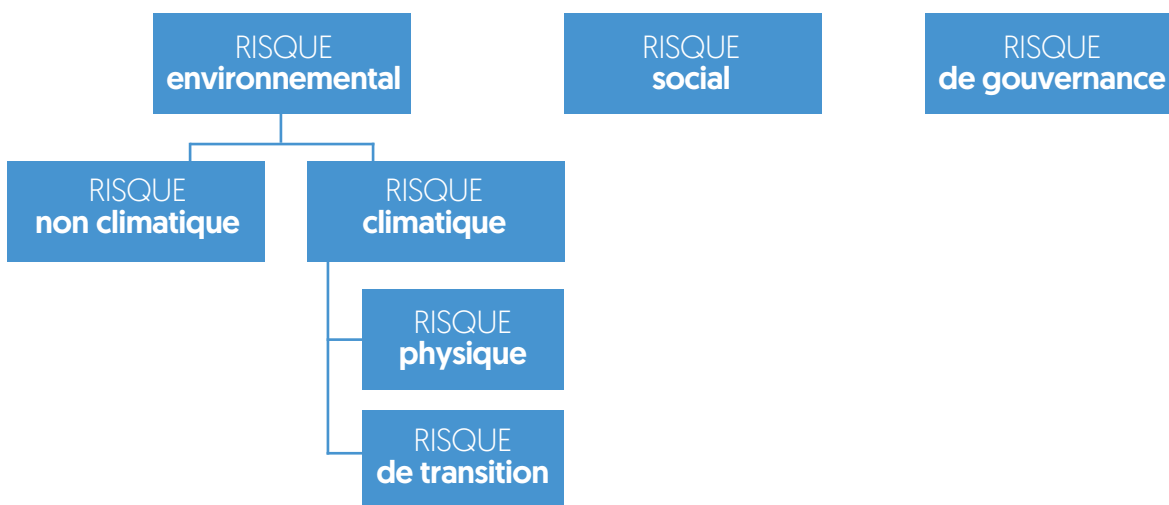 RISQUE
environnemental
RISQUE
social
RISQUE
de gouvernance
RISQUE
non climatique
RISQUE
climatique
RISQUE
physique
RISQUE
de transition